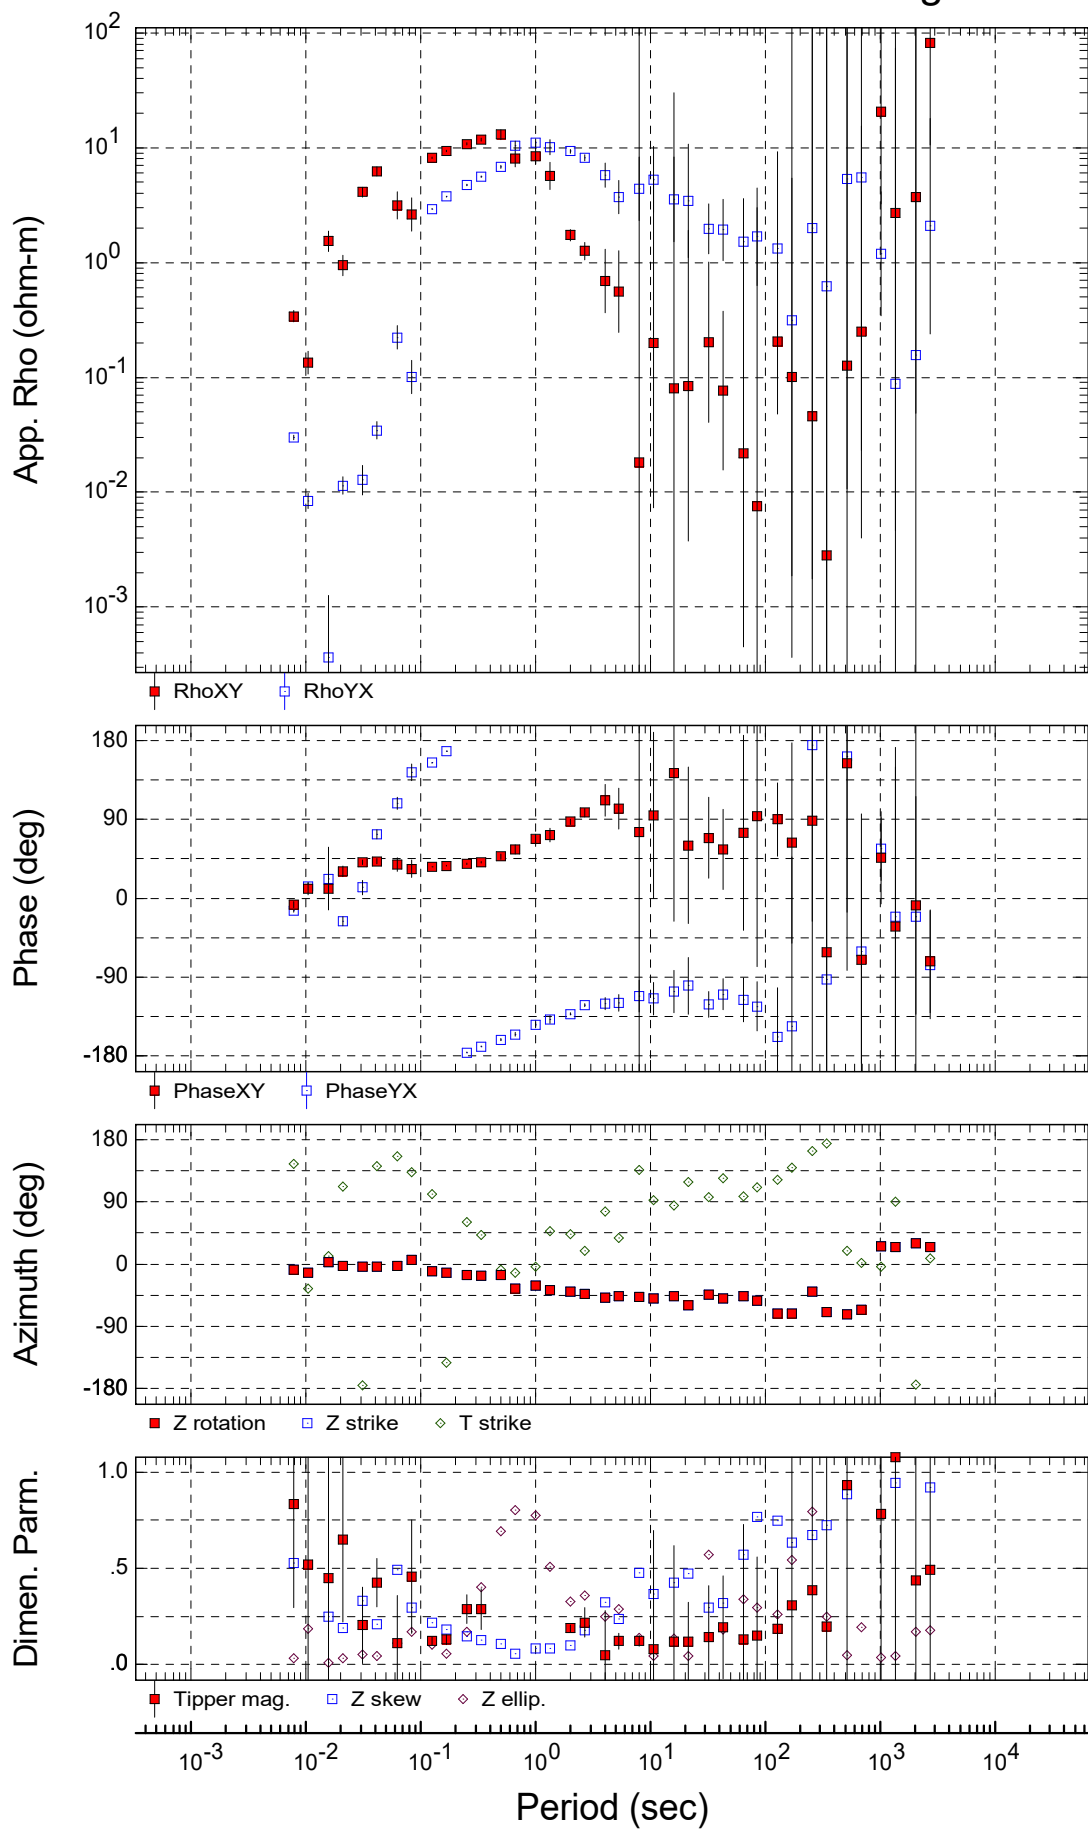 g
10^2
10^1
10^0
10^-1
10^-2
10^-3
App. Rho (ohm-m)
RhoXY RhoYX
180
90
0
-90
-180
Phase (deg)
PhaseXY PhaseYX
180
90
0
-90
-180
Azimuth (deg)
Z rotation Z strike T strike
1.0
.5
.0
Dimen. Parm.
Tipper mag. Z skew Z ellip.
10^-3 10^-2 10^-1 10^0 10^1 10^2 10^3 10^4
Period (sec)